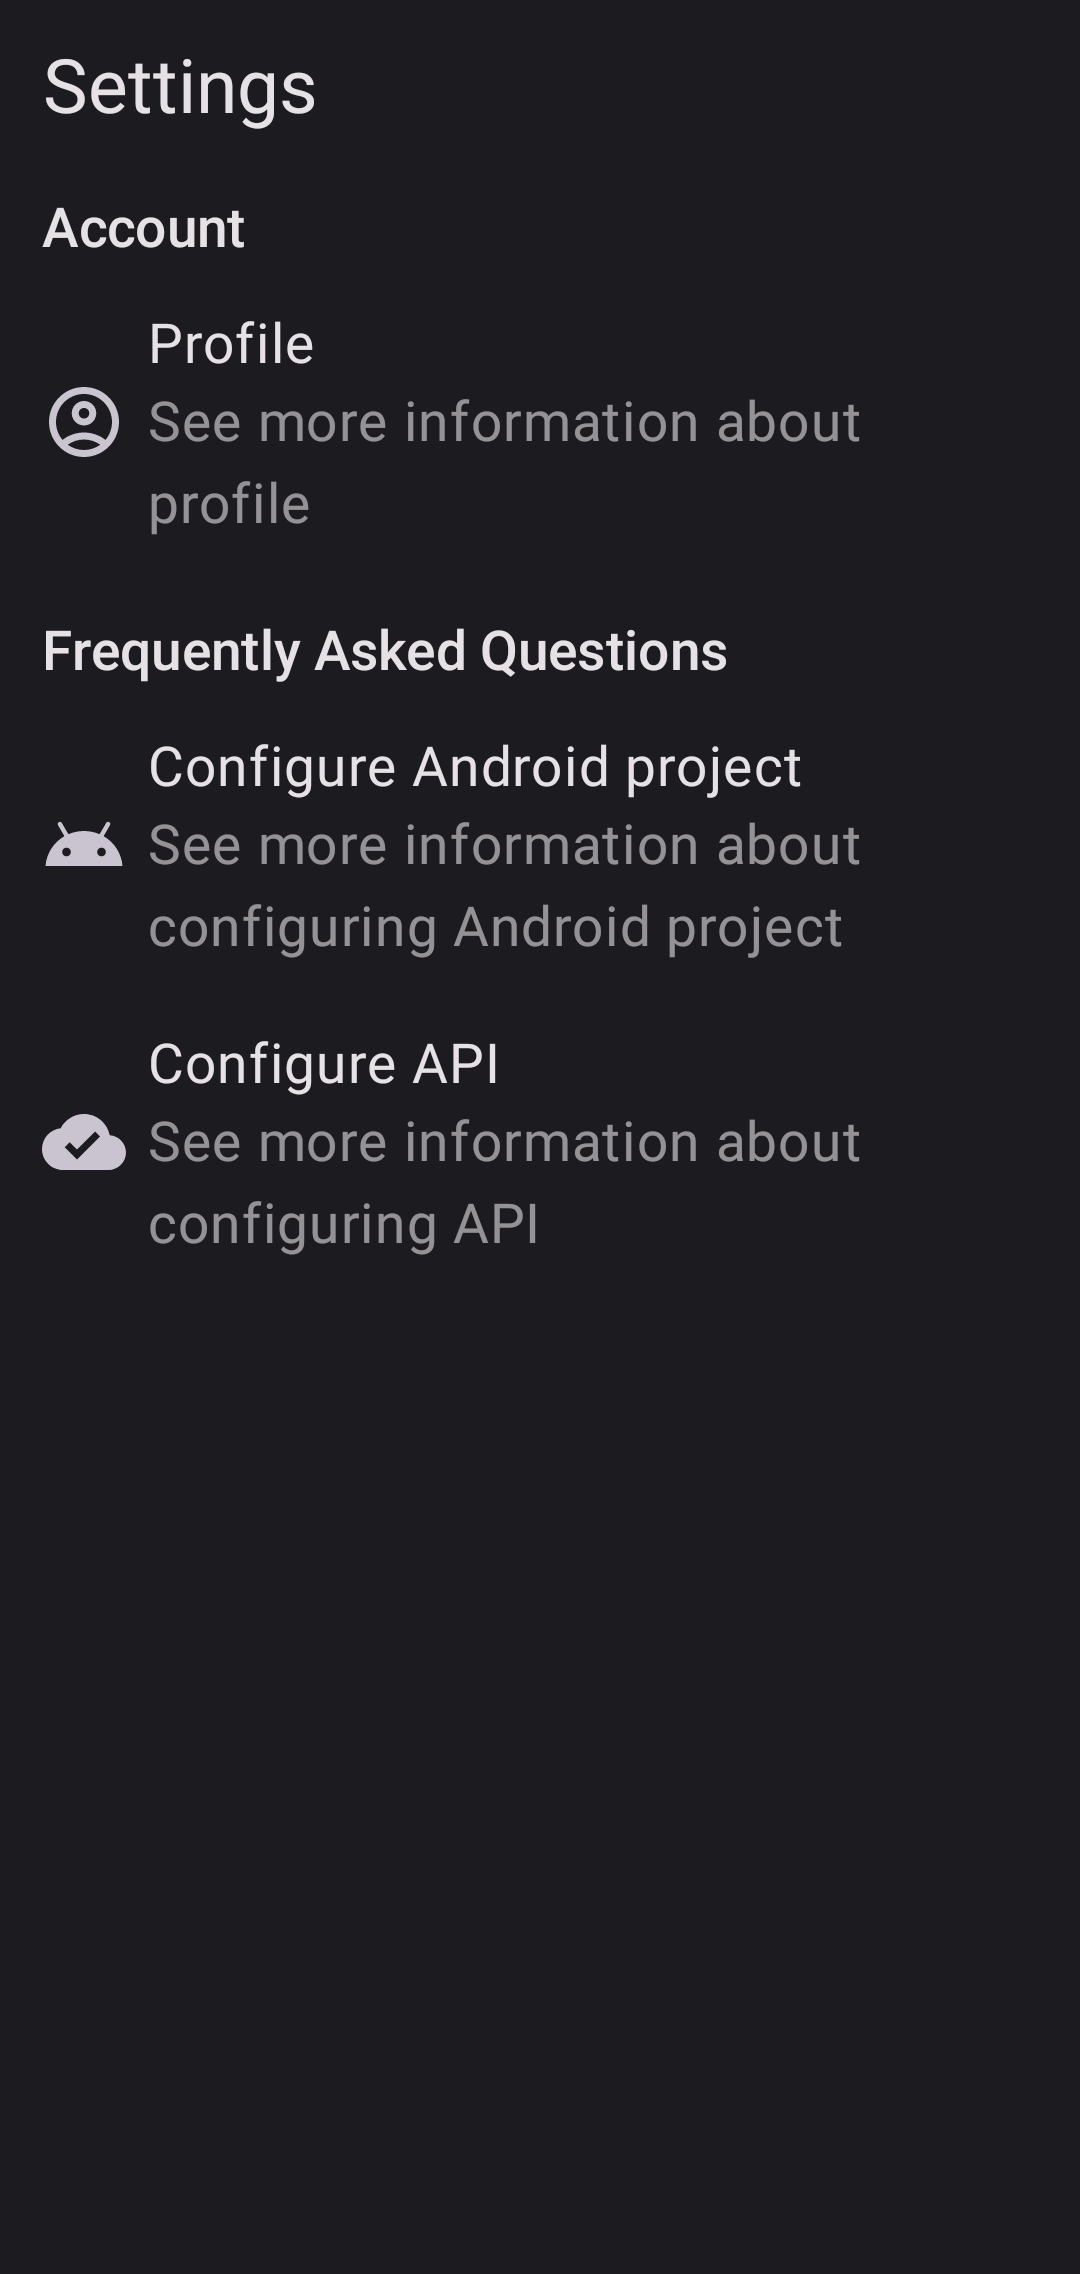 Settings
Account
Profile
See more information about
profile
Frequently Asked Questions
Configure Android project
See more information about
configuring Android project
Configure API
See more information about
configuring API